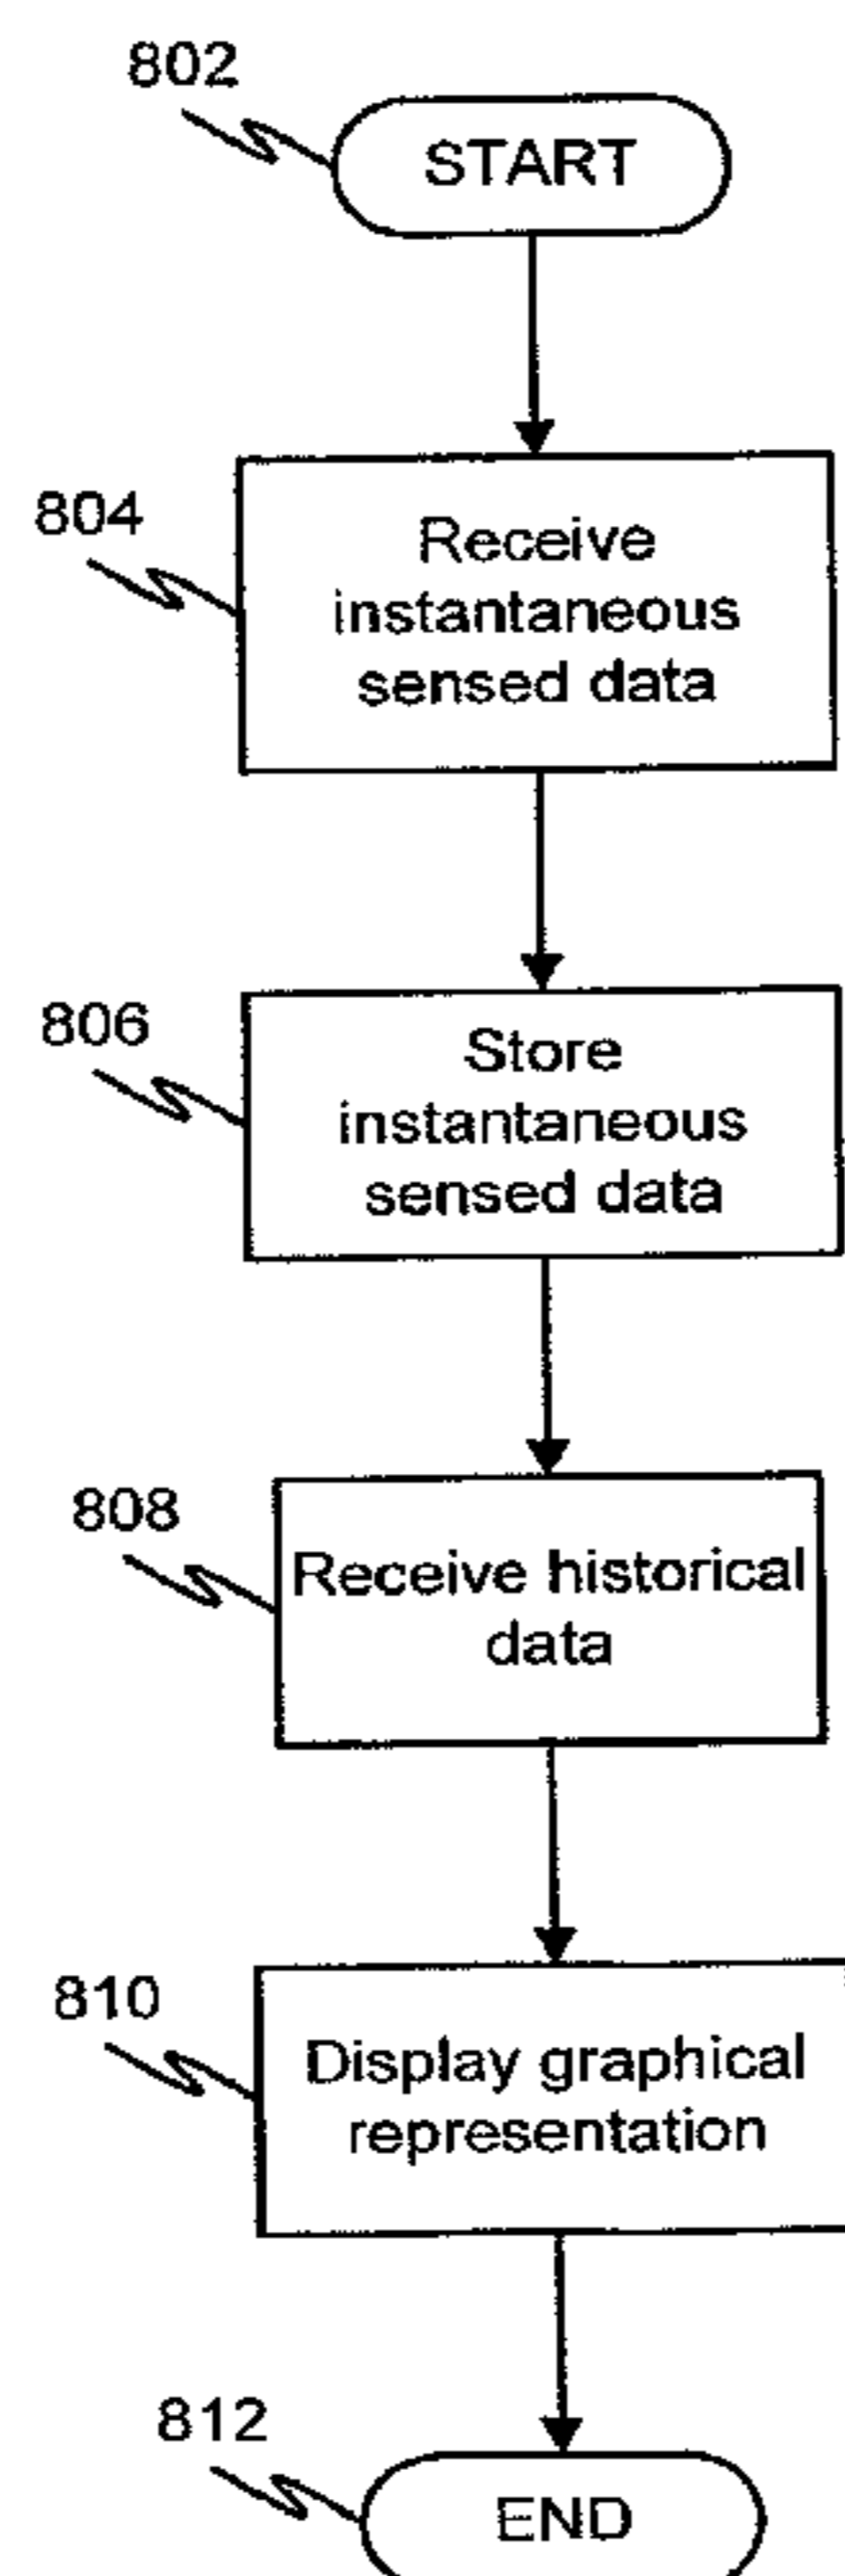 802
START
804
Receive
instantaneous
sensed data
806
Store
instantaneous
sensed data
808
Receive historical
data
810
Display graphical
representation
812
END